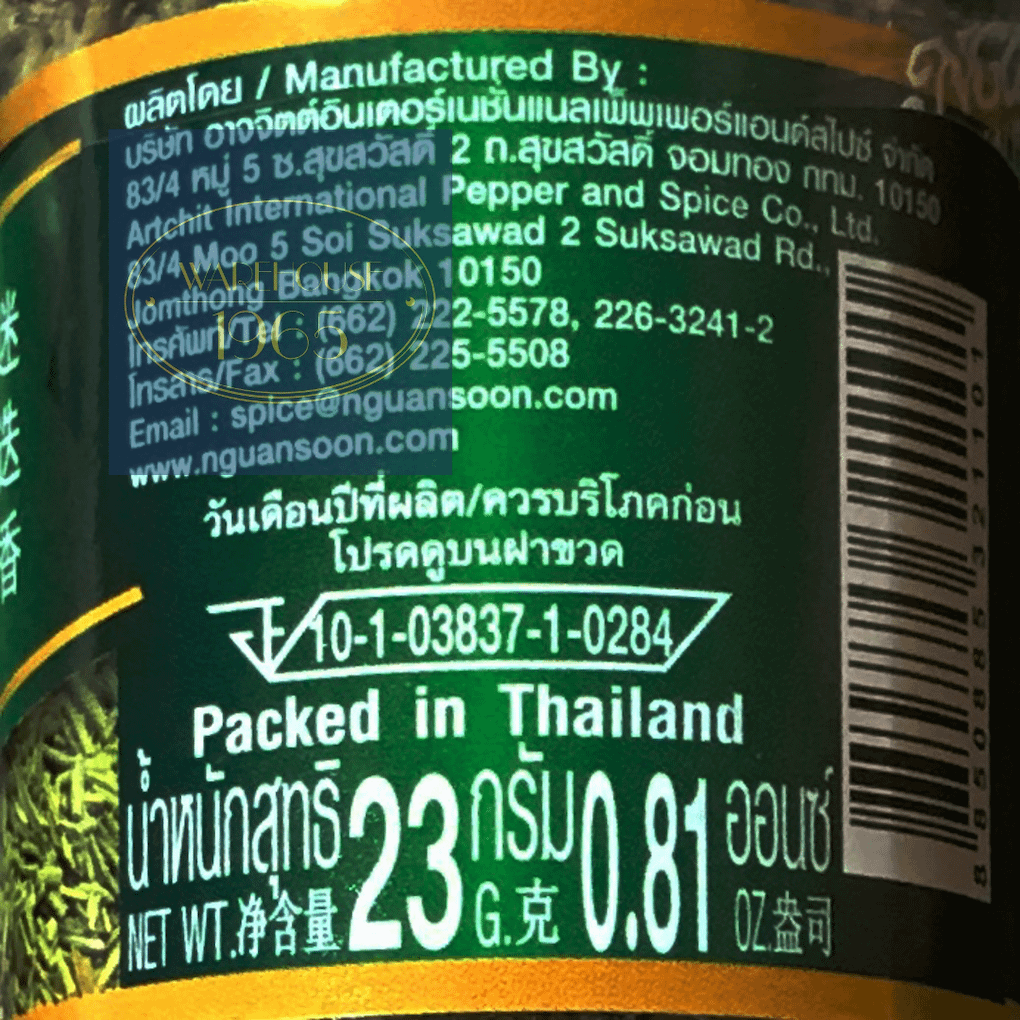 ผลิตโดย / Manufactured By :
บริษัท อาจจิตต์อินเตอร์เนชั่นแนลเพ็พเพอร์แอนด์สไปซ์ จำกัด
83/4 หมู่ 5 ซ.สุขสวัสดิ์ 2 ถ.สุขสวัสดิ์ จอมทอง กทม. 10150
Artchit International Pepper and Spice Co., Ltd.
83/4 Moo 5 Soi Suksawad 2 Suksawad Rd.,
Jomthong Bangkok 10150
โทรศัพท์/Tel : (662) 222-5578, 226-3241-2
โทรสาร/Fax : (662) 225-5508
Email : spice@nguansoon.com
www.nguansoon.com
WAREHOUSE
1965
วันเดือนปีที่ผลิต/ควรบริโภคก่อน
โปรดดูบนฝาขวด
10-1-03837-1-0284
Packed in Thailand
น้ำหนักสุทธิ 23 กรัม 0.81 ออนซ์
NET WT.净含量 G.克 OZ.盎司
8850885321101